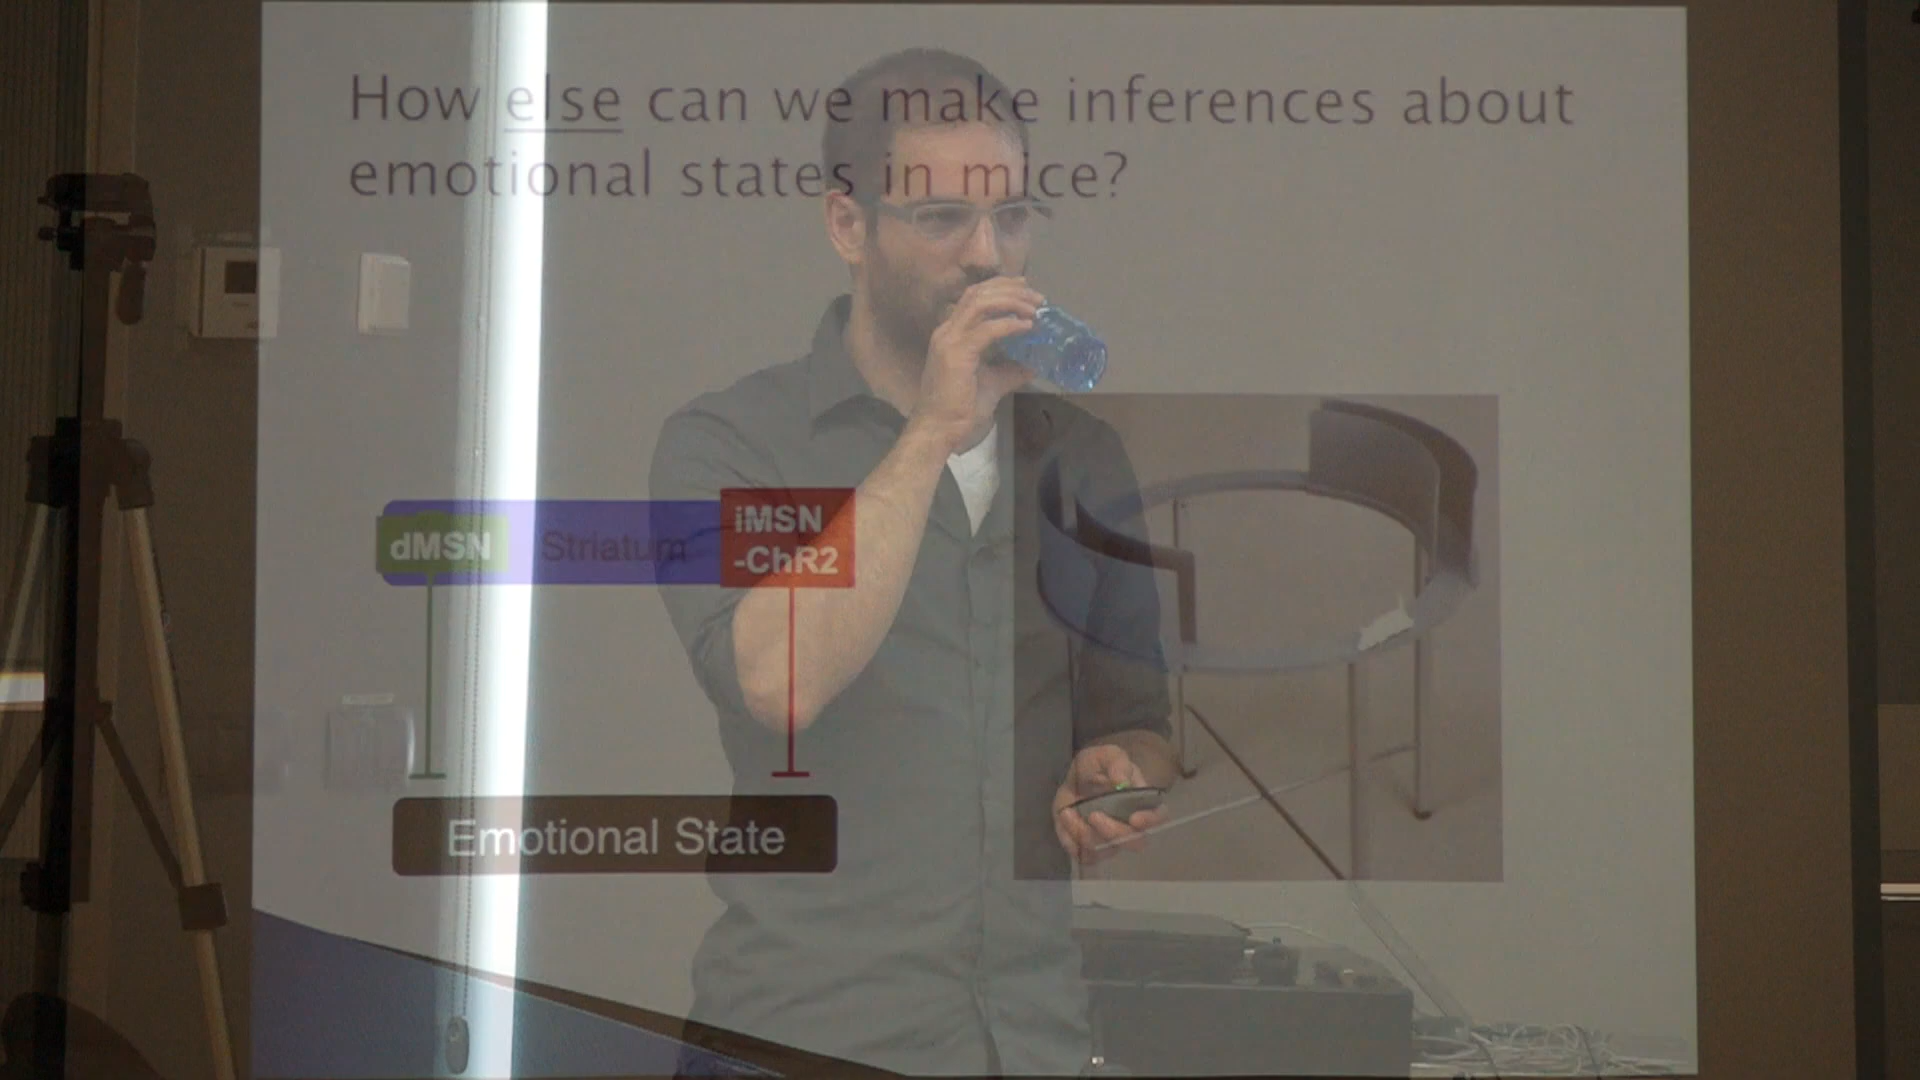 How else can we make inferences about
emotional states in mice?
dMSN
Striatum
iMSN
-ChR2
Emotional State